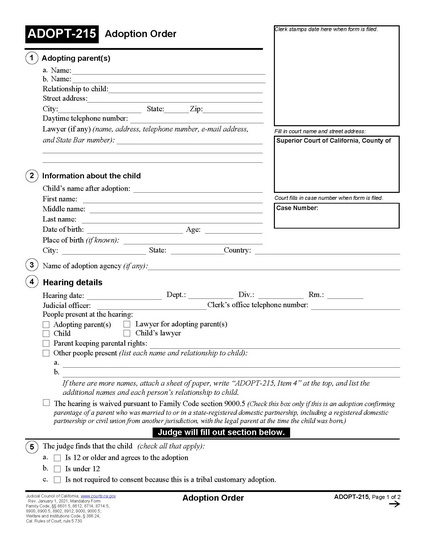 ADOPT-215 Adoption Order
Clerk stamps date here when form is filed.
1 Adopting parent(s)
a. Name:
b. Name:
Relationship to child:
Street address:
City: State: Zip:
Daytime telephone number:
Lawyer (if any) (name, address, telephone number, e-mail address,
and State Bar number):
Fill in court name and street address:
Superior Court of California, County of
2 Information about the child
Child's name after adoption:
First name:
Middle name:
Last name:
Date of birth: Age:
Place of birth (if known):
City: State: Country:
Court fills in case number when form is filed.
Case Number:
3 Name of adoption agency (if any):
4 Hearing details
Hearing date: Dept.: Div.: Rm.:
Judicial officer: Clerk's office telephone number:
People present at the hearing:
Adopting parent(s) Lawyer for adopting parent(s)
Child Child's lawyer
Parent keeping parental rights:
Other people present (list each name and relationship to child):
a.
b.
If there are more names, attach a sheet of paper, write "ADOPT-215, Item 4" at the top, and list the
additional names and each person's relationship to child.
The hearing is waived pursuant to Family Code section 9000.5 (Check this box only if this is an adoption confirming
parentage of a parent who was married to or in a state-registered domestic partnership, including a registered domestic
partnership or civil union from another jurisdiction, with the legal parent at the time the child was born.)
Judge will fill out section below.
5 The judge finds that the child (check all that apply):
a. Is 12 or older and agrees to the adoption
b. Is under 12
c. Is not required to consent because this is a tribal customary adoption.
Judicial Council of California, www.courts.ca.gov
Rev. January 1, 2021, Mandatory Form
Family Code, §§ 8601.5, 8612, 8714, 8714.5,
8900, 8900.5, 8902, 8912, 9000, 9000.5;
Welfare and Institutions Code, § 366.24;
Cal. Rules of Court, rule 5.730
Adoption Order
ADOPT-215, Page 1 of 2